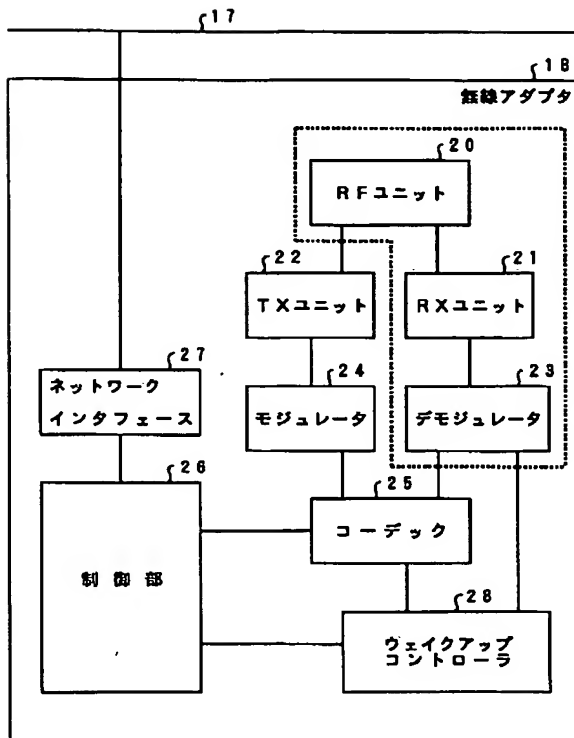 17
18
無線アダプタ
20
RFユニット
22
21
TXユニット
RXユニット
27
24
23
ネットワーク
インタフェース
モジュレータ
デモジュレータ
26
25
コーデック
制御部
28
ウェイクアップ
コントローラ